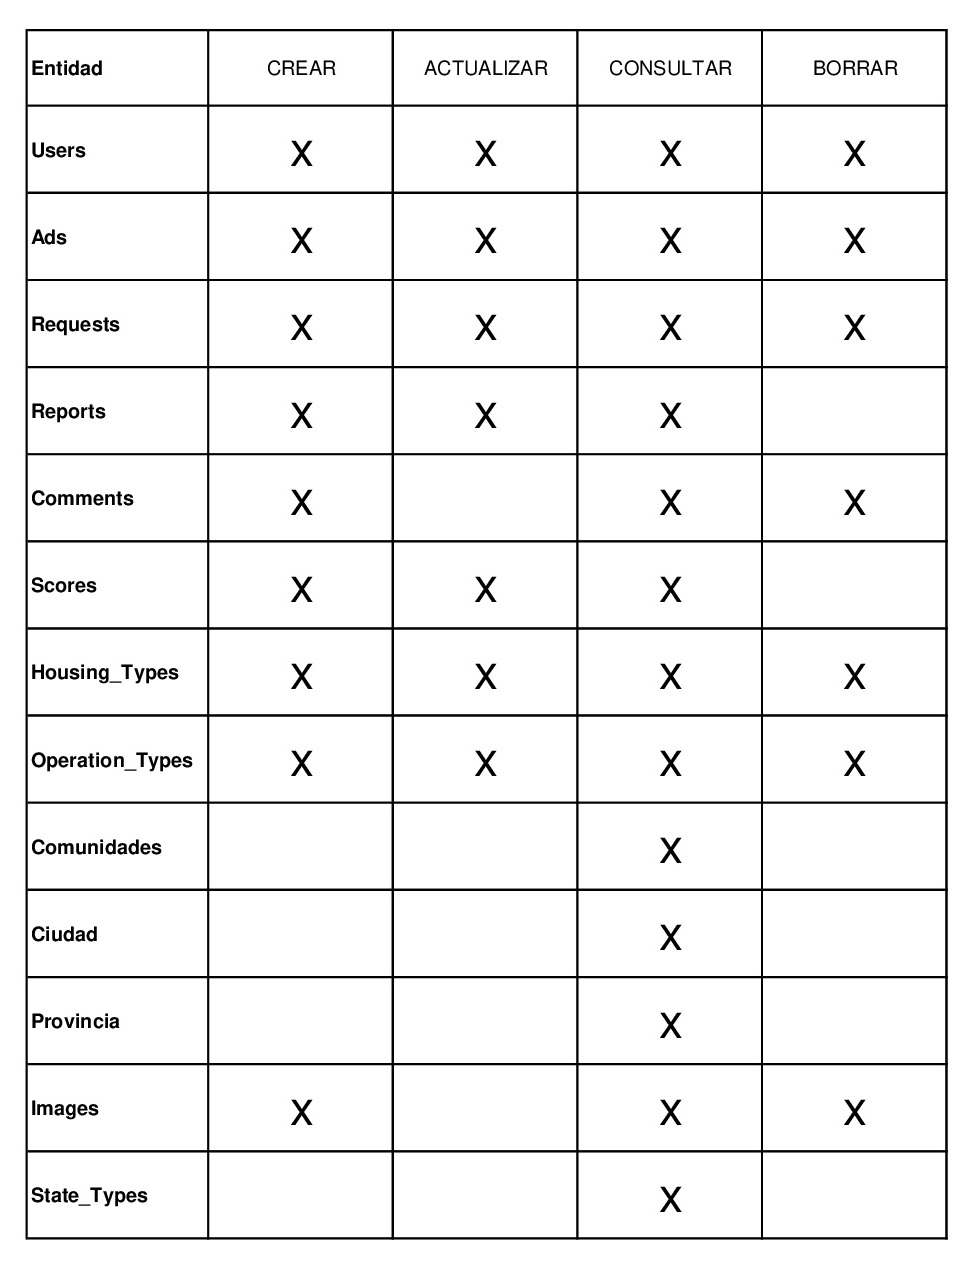 Entidad CREAR ACTUALIZAR CONSULTAR BORRAR
Users X X X X
Ads X X X X
Requests X X X X
Reports X X X
Comments X X X
Scores X X X
Housing_Types X X X X
Operation_Types X X X X
Comunidades X
Ciudad X
Provincia X
Images X X X
State_Types X